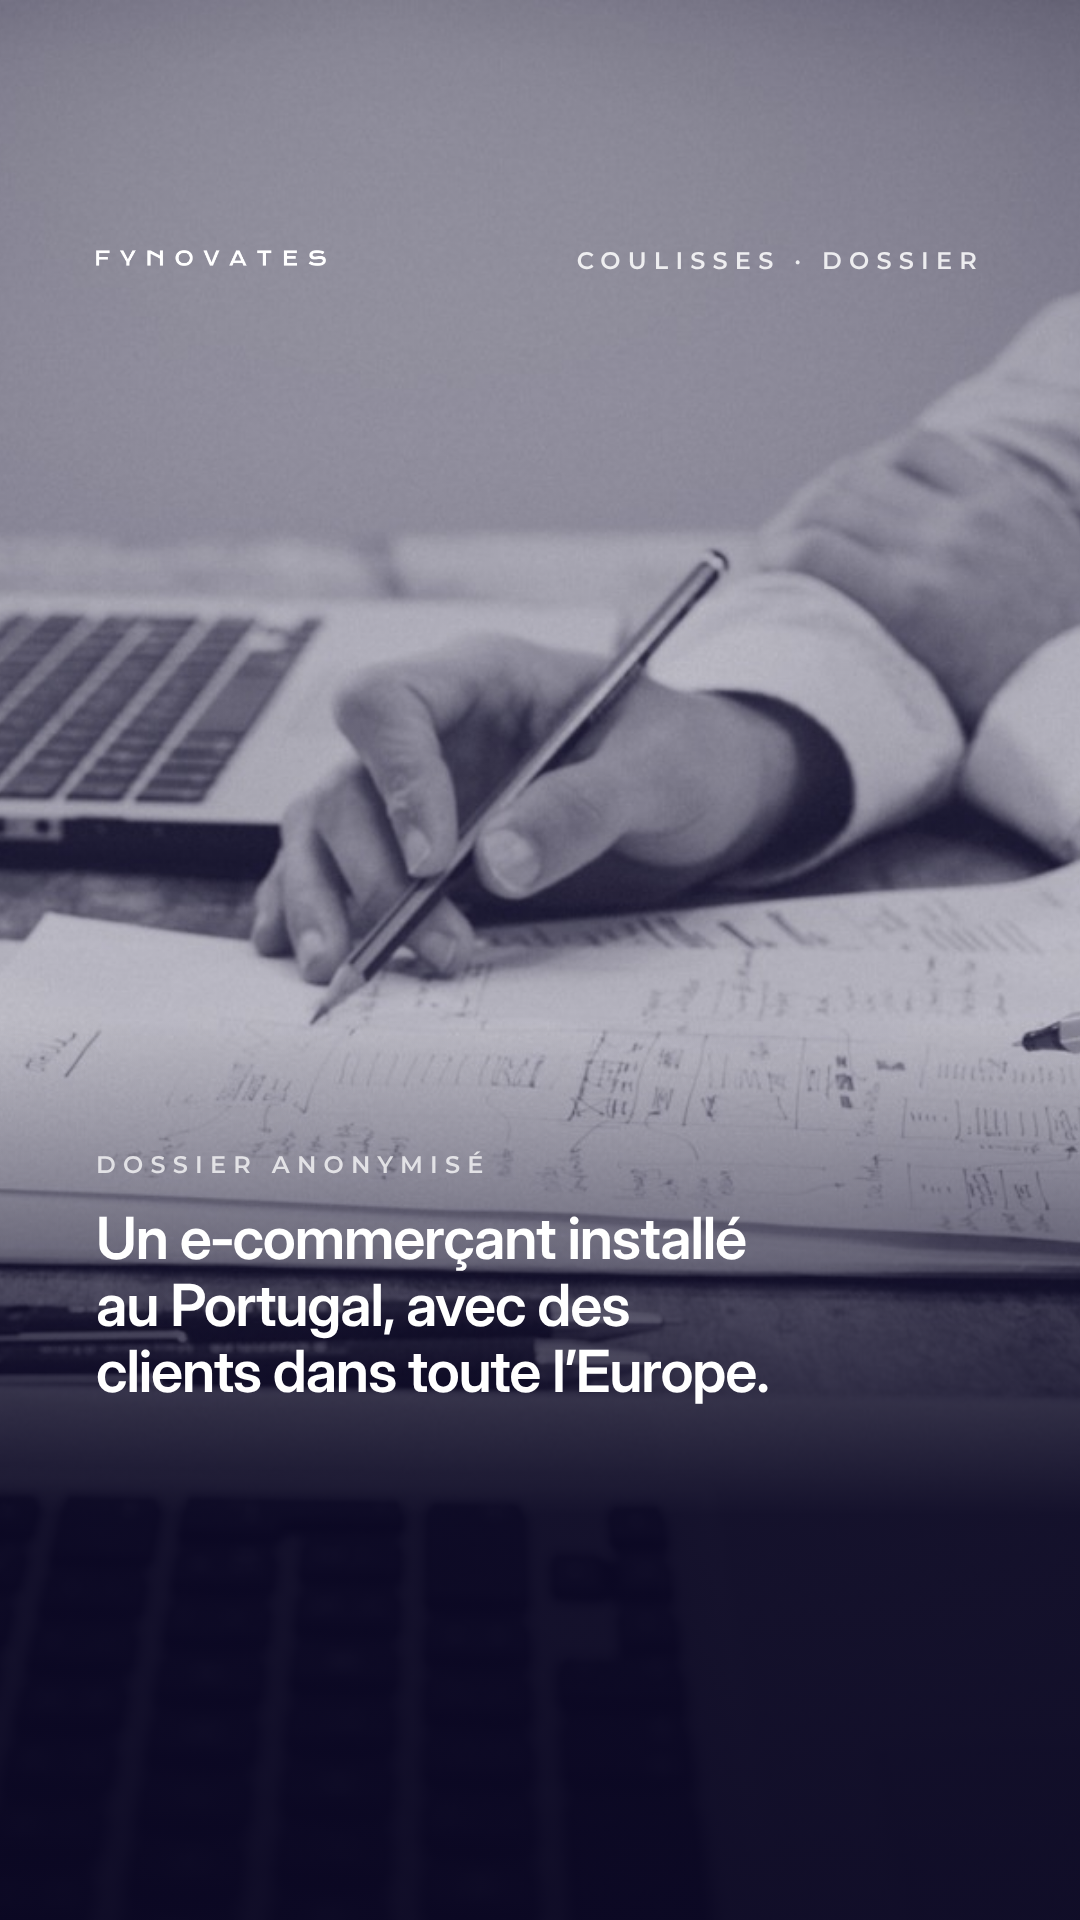 FYNOVATES
COULISSES · DOSSIER
DOSSIER ANONYMISÉ
Un e-commerçant installé
au Portugal, avec des
clients dans toute l’Europe.